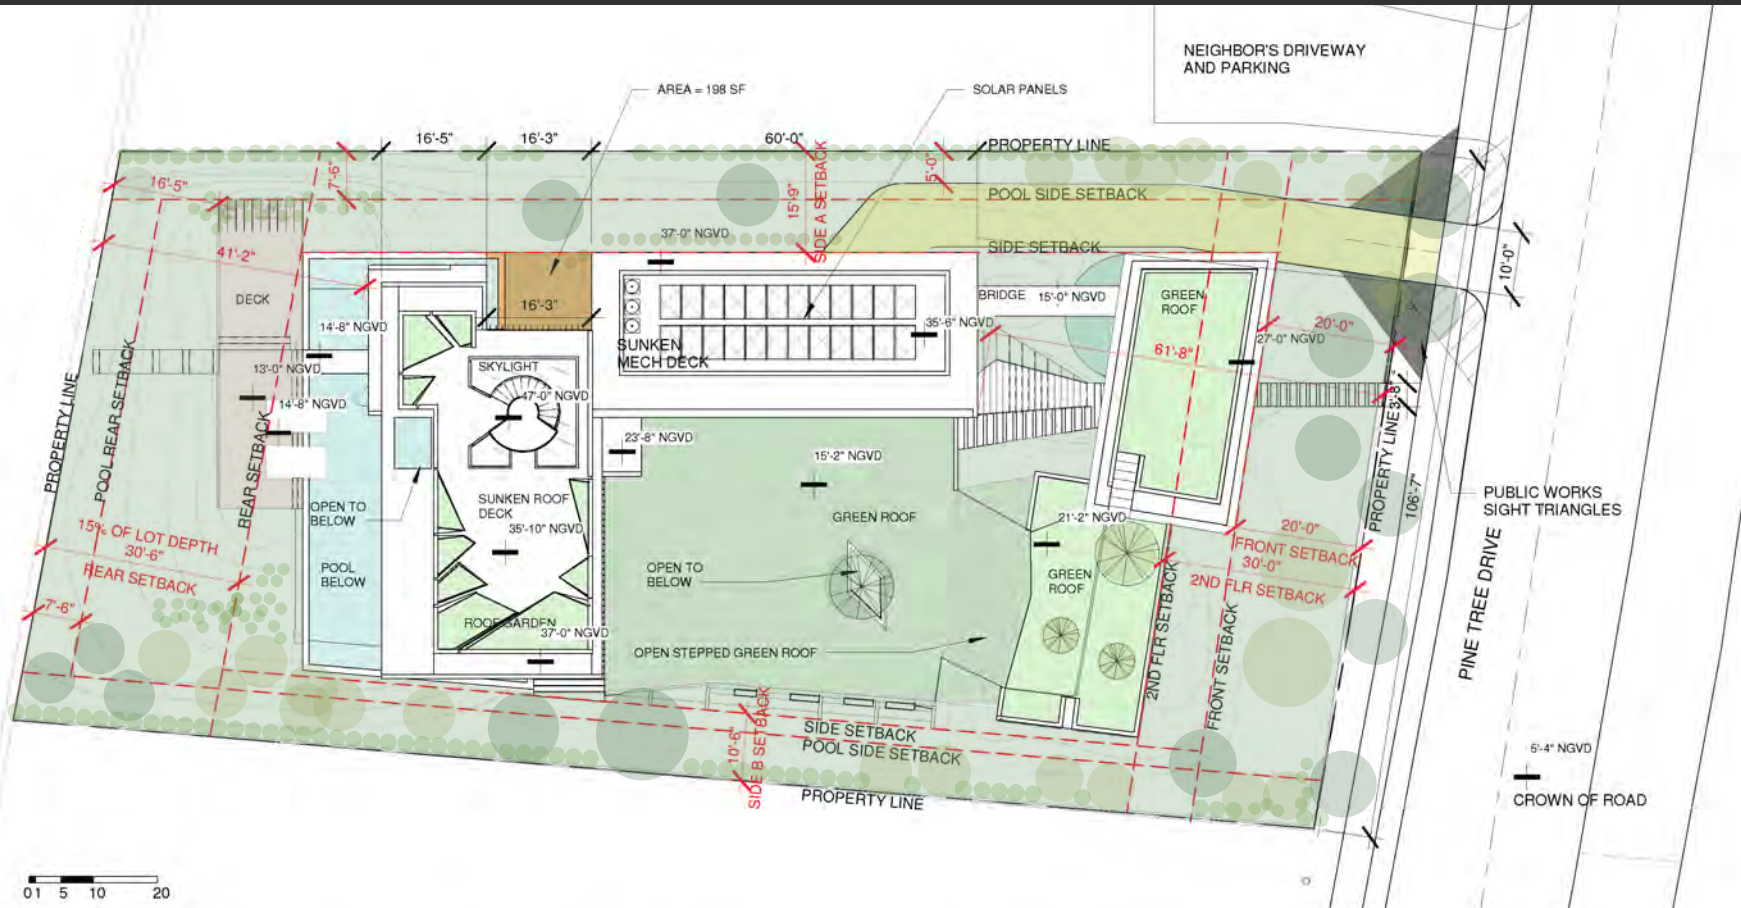 NEIGHBOR'S DRIVEWAY
AND PARKING
AREA = 198 SF
SOLAR PANELS
16'-5"
16'-3"
60'-0"
PROPERTY LINE
16'-5"
7'-6"
15'-9"
SIDE A SETBACK
5'-0"
POOL SIDE SETBACK
37'-0" NGVD
SIDE SETBACK
41'-2"
10'-0"
DECK
16'-3"
BRIDGE
15'-0" NGVD
GREEN
ROOF
14'-8" NGVD
35'-6" NGVD
20'-0"
27'-0" NGVD
SUNKEN
MECH DECK
61'-8"
SKYLIGHT
13'-0" NGVD
47'-0" NGVD
14'-8" NGVD
3'-8"
PROPERTY LINE
POOL REAR SETBACK
REAR SETBACK
23'-8" NGVD
15'-2" NGVD
PROPERTY LINE
106'-7"
PUBLIC WORKS
SIGHT TRIANGLES
OPEN TO
BELOW
SUNKEN ROOF
DECK
35'-10" NGVD
GREEN ROOF
21'-2" NGVD
15% OF LOT DEPTH
30'-6"
REAR SETBACK
20'-0"
FRONT SETBACK
30'-0"
2ND FLR SETBACK
POOL
BELOW
OPEN TO
BELOW
GREEN
ROOF
7'-6"
ROOF GARDEN
37'-0" NGVD
OPEN STEPPED GREEN ROOF
2ND FLR SETBACK
FRONT SETBACK
PINE TREE DRIVE
10'-6"
SIDE B SETBACK
SIDE SETBACK
POOL SIDE SETBACK
PROPERTY LINE
5'-4" NGVD
CROWN OF ROAD
0 1 5 10 20